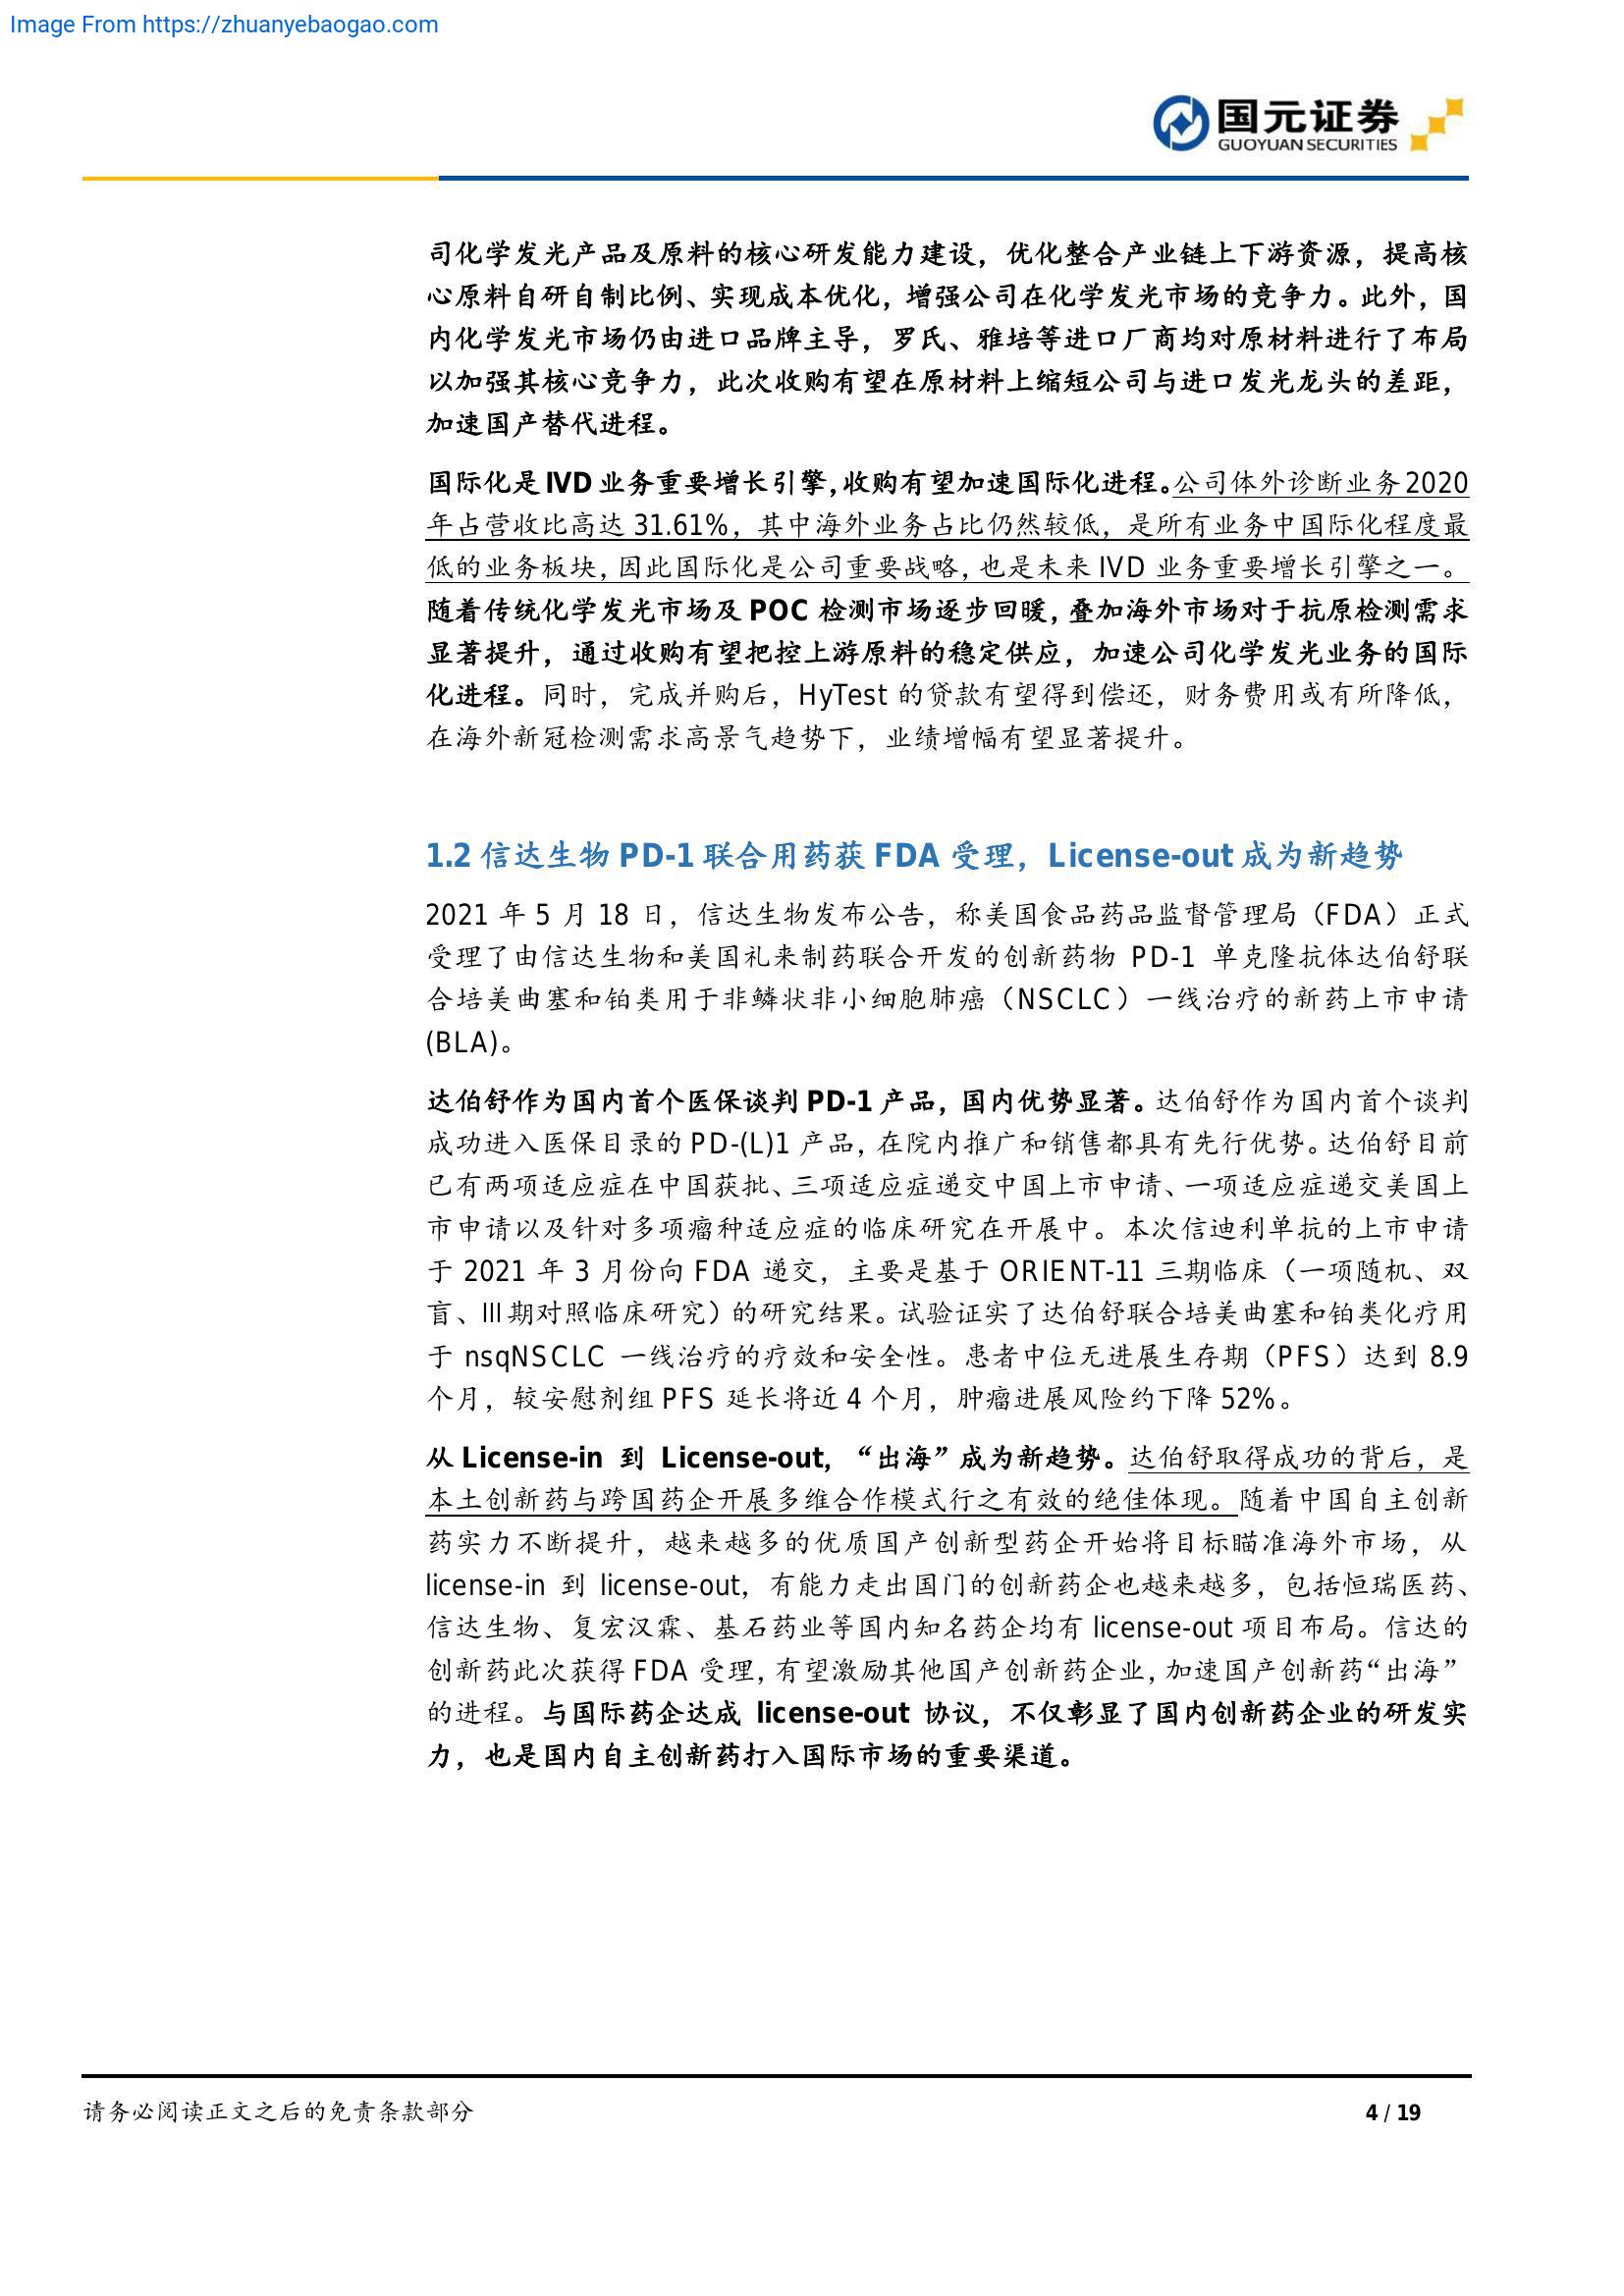 Image From https://zhuanyebaogao.com
国元证券
GUOYUAN SECURITIES
司化学发光产品及原料的核心研发能力建设，优化整合产业链上下游资源，提高核
心原料自研自制比例、实现成本优化，增强公司在化学发光市场的竞争力。此外，国
内化学发光市场仍由进口品牌主导，罗氏、雅培等进口厂商均对原材料进行了布局
以加强其核心竞争力，此次收购有望在原材料上缩短公司与进口发光龙头的差距，
加速国产替代进程。
国际化是 IVD 业务重要增长引擎，收购有望加速国际化进程。公司体外诊断业务 2020
年占营收比高达 31.61%，其中海外业务占比仍然较低，是所有业务中国际化程度最
低的业务板块，因此国际化是公司重要战略，也是未来 IVD 业务重要增长引擎之一。
随着传统化学发光市场及 POC 检测市场逐步回暖，叠加海外市场对于抗原检测需求
显著提升，通过收购有望把控上游原料的稳定供应，加速公司化学发光业务的国际
化进程。同时，完成并购后，HyTest 的贷款有望得到偿还，财务费用或有所降低，
在海外新冠检测需求高景气趋势下，业绩增幅有望显著提升。
1.2 信达生物 PD-1 联合用药获 FDA 受理，License-out 成为新趋势
2021 年 5 月 18 日，信达生物发布公告，称美国食品药品监督管理局（FDA）正式
受理了由信达生物和美国礼来制药联合开发的创新药物 PD-1 单克隆抗体达伯舒联
合培美曲塞和铂类用于非鳞状非小细胞肺癌（NSCLC）一线治疗的新药上市申请
(BLA)。
达伯舒作为国内首个医保谈判 PD-1 产品，国内优势显著。达伯舒作为国内首个谈判
成功进入医保目录的 PD-(L)1 产品，在院内推广和销售都具有先行优势。达伯舒目前
已有两项适应症在中国获批、三项适应症递交中国上市申请、一项适应症递交美国上
市申请以及针对多项瘤种适应症的临床研究在开展中。本次信迪利单抗的上市申请
于 2021 年 3 月份向 FDA 递交，主要是基于 ORIENT-11 三期临床（一项随机、双
盲、III 期对照临床研究）的研究结果。试验证实了达伯舒联合培美曲塞和铂类化疗用
于 nsqNSCLC 一线治疗的疗效和安全性。患者中位无进展生存期（PFS）达到 8.9
个月，较安慰剂组 PFS 延长将近 4 个月，肿瘤进展风险约下降 52%。
从 License-in 到 License-out，“出海”成为新趋势。达伯舒取得成功的背后，是
本土创新药与跨国药企开展多维合作模式行之有效的绝佳体现。随着中国自主创新
药实力不断提升，越来越多的优质国产创新型药企开始将目标瞄准海外市场，从
license-in 到 license-out，有能力走出国门的创新药企也越来越多，包括恒瑞医药、
信达生物、复宏汉霖、基石药业等国内知名药企均有 license-out 项目布局。信达的
创新药此次获得 FDA 受理，有望激励其他国产创新药企业，加速国产创新药“出海”
的进程。与国际药企达成 license-out 协议，不仅彰显了国内创新药企业的研发实
力，也是国内自主创新药打入国际市场的重要渠道。
请务必阅读正文之后的免责条款部分
4 / 19